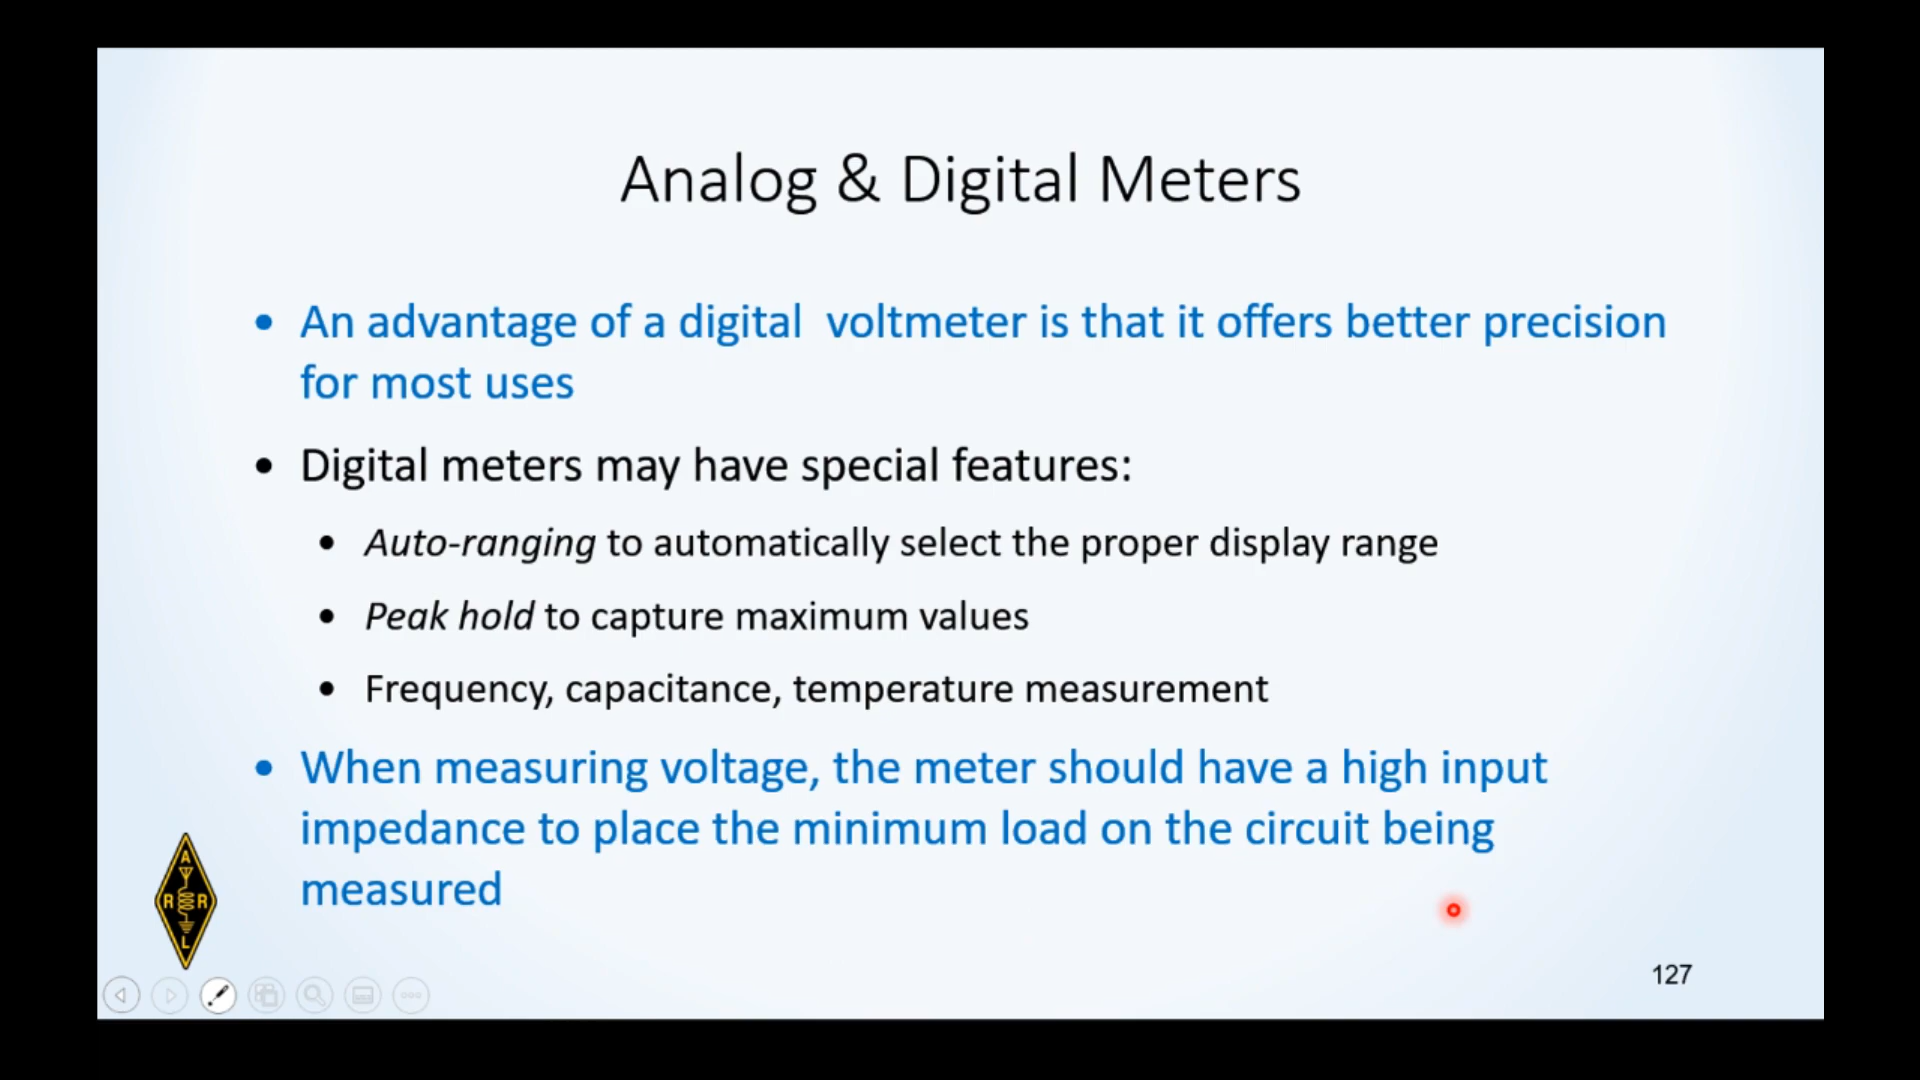 Analog & Digital Meters
• An advantage of a digital  voltmeter is that it offers better precision
for most uses
• Digital meters may have special features:
• Auto-ranging to automatically select the proper display range
• Peak hold to capture maximum values
• Frequency, capacitance, temperature measurement
• When measuring voltage, the meter should have a high input
impedance to place the minimum load on the circuit being
measured
A
R R
L
127